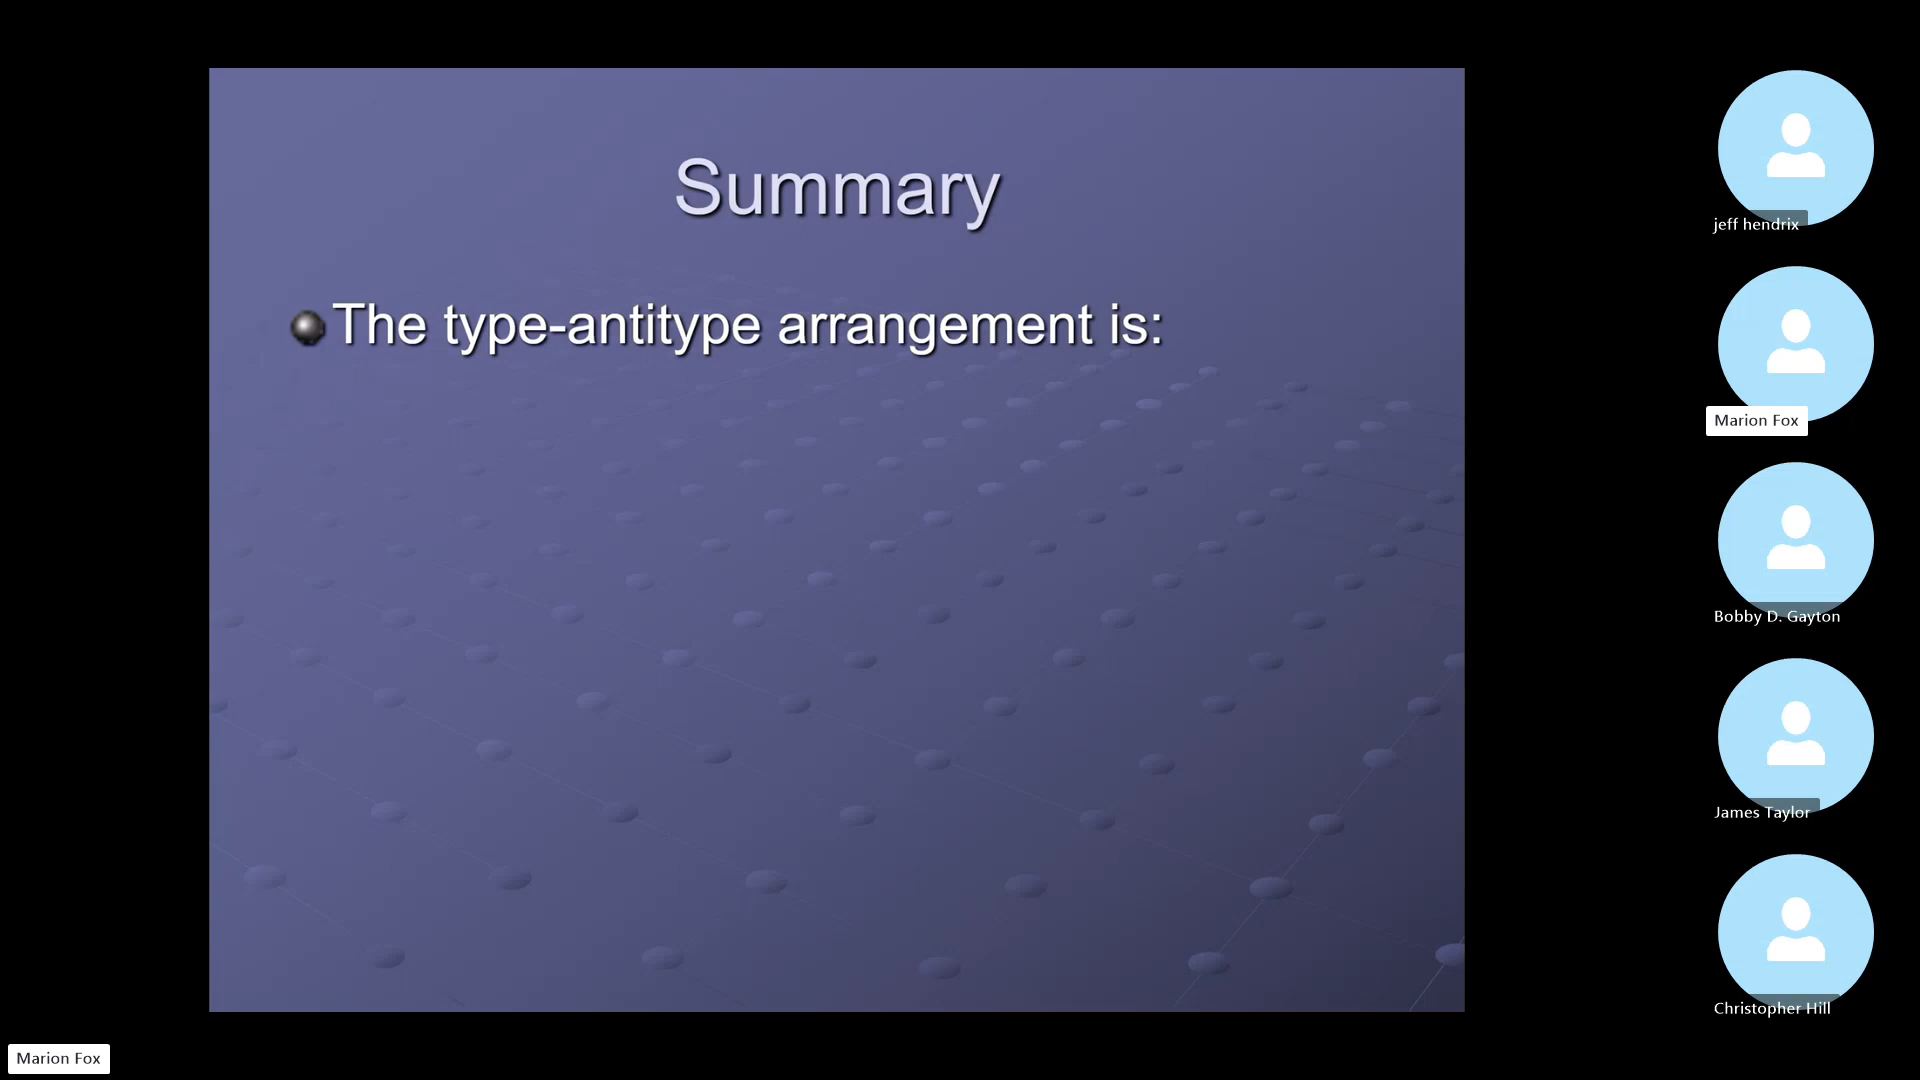 Summary
The type-antitype arrangement is:
jeff hendrix
Marion Fox
Bobby D. Gayton
James Taylor
Christopher Hill
Marion Fox